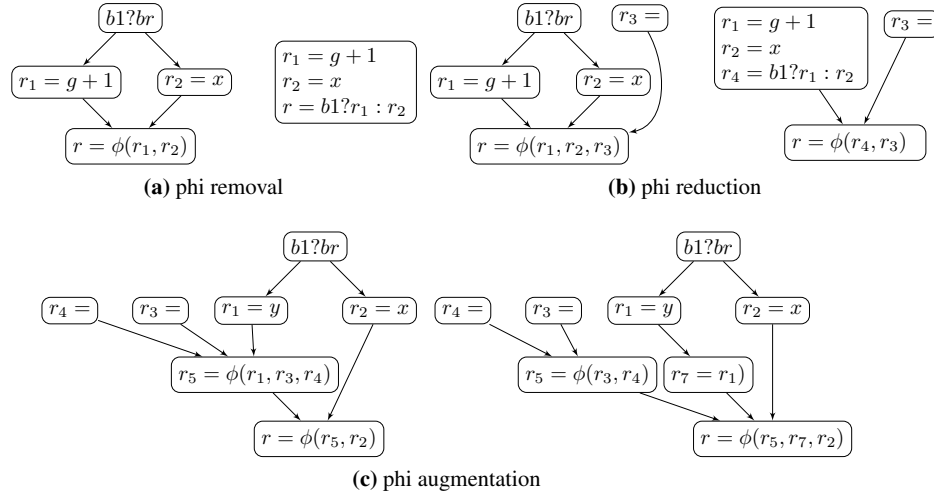 b1?br
r₁ = g + 1
r₂ = x
r = ϕ(r₁, r₂)
r₁ = g + 1
r₂ = x
r = b1?r₁ : r₂
(a) phi removal
b1?br
r₃ =
r₁ = g + 1
r₂ = x
r = ϕ(r₁, r₂, r₃)
r₁ = g + 1
r₂ = x
r₄ = b1?r₁ : r₂
r₃ =
r = ϕ(r₄, r₃)
(b) phi reduction
b1?br
r₄ =
r₃ =
r₁ = y
r₂ = x
r₅ = ϕ(r₁, r₃, r₄)
r = ϕ(r₅, r₂)
b1?br
r₄ =
r₃ =
r₁ = y
r₂ = x
r₅ = ϕ(r₃, r₄)
r₇ = r₁)
r = ϕ(r₅, r₇, r₂)
(c) phi augmentation